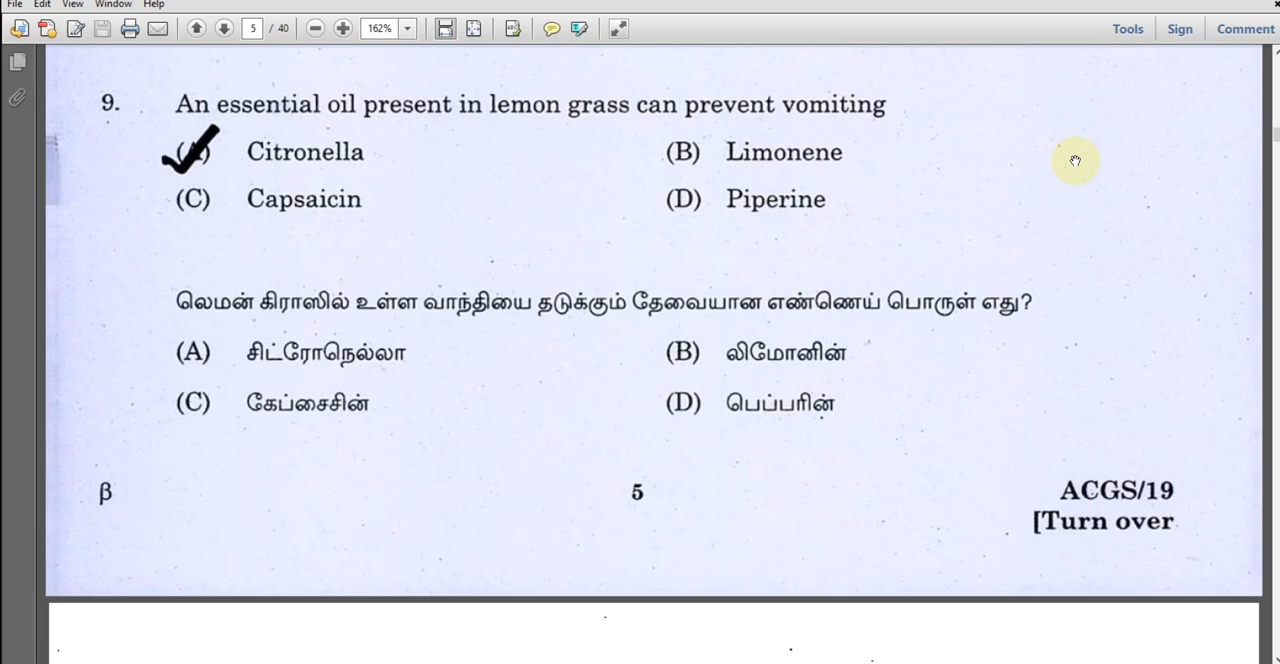 File Edit View Window Help
5 / 40 162% Tools Sign Comment
9. An essential oil present in lemon grass can prevent vomiting
(A) Citronella (B) Limonene
(C) Capsaicin (D) Piperine
லெமன் கிராஸில் உள்ள வாந்தியை தடுக்கும் தேவையான எண்ணெய் பொருள் எது?
(A) சிட்ரோநெல்லா (B) லிமோனின்
(C) கேப்சைசின் (D) பெப்பரின்
β 5 ACGS/19
[Turn over